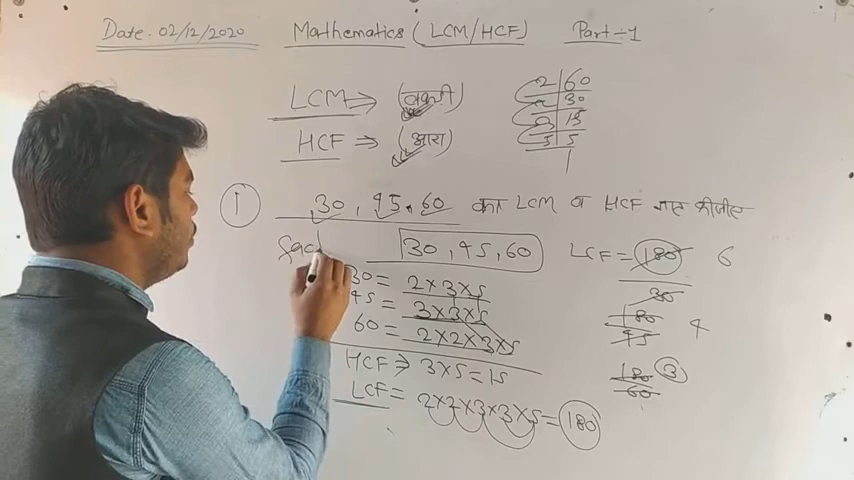 Date. 02/12/2020 Mathematics (LCM/HCF) Part-1
LCM ⇒ (चक्की)
HCF ⇒ (आरा)
2 | 60
2 | 30
3 | 15
5 | 5
1
① 30, 45, 60 का LCM व HCF ज्ञात कीजीए
30, 45, 60
30 = 2×3×5
45 = 3×3×5
60 = 2×2×3×5
HCF ⇒ 3×5 = 15
LCF = 2×2×3×3×5 = 180
LCF = 180 6
30
180
45 4
180 3
60